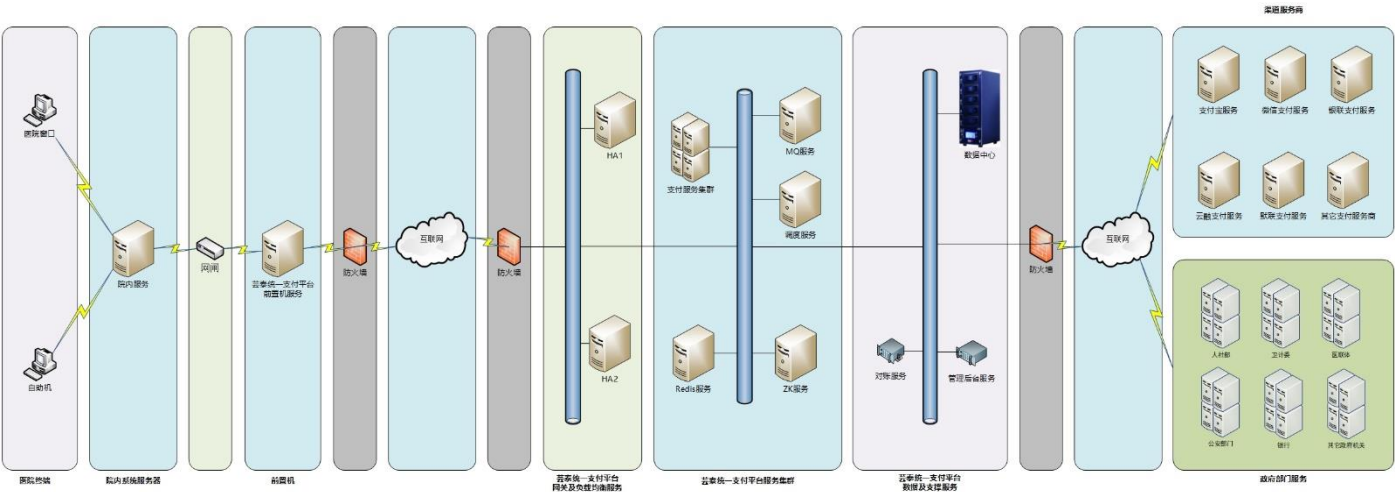 渠道服务商
医院窗口
自助机
院内服务
网闸
芸泰统一支付平台
前置机服务
防火墙
互联网
防火墙
HA1
HA2
支付服务集群
MQ服务
调度服务
Redis服务
ZK服务
数据中心
对账服务
管理后台服务
防火墙
互联网
支付宝服务
微信支付服务
银联支付服务
云融支付服务
默联支付服务
其它支付服务商
人社部
卫计委
医联体
公安部门
银行
其它政府机关
医院终端
院内系统服务器
前置机
芸泰统一支付平台
网关及负载均衡服务
芸泰统一支付平台服务集群
芸泰统一支付平台
数据及支撑服务
政府部门服务